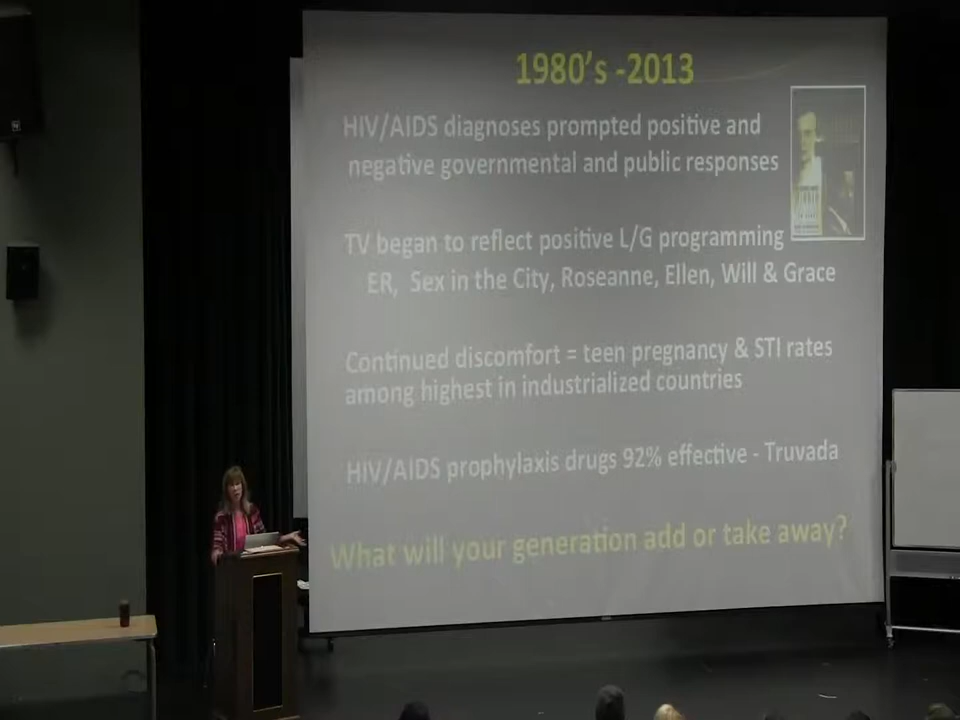 1980's -2013
HIV/AIDS diagnoses prompted positive and
negative governmental and public responses
TV began to reflect positive L/G programming
ER, Sex in the City, Roseanne, Ellen, Will & Grace
Continued discomfort = teen pregnancy & STI rates
among highest in industrialized countries
HIV/AIDS prophylaxis drugs 92% effective - Truvada
What will your generation add or take away?